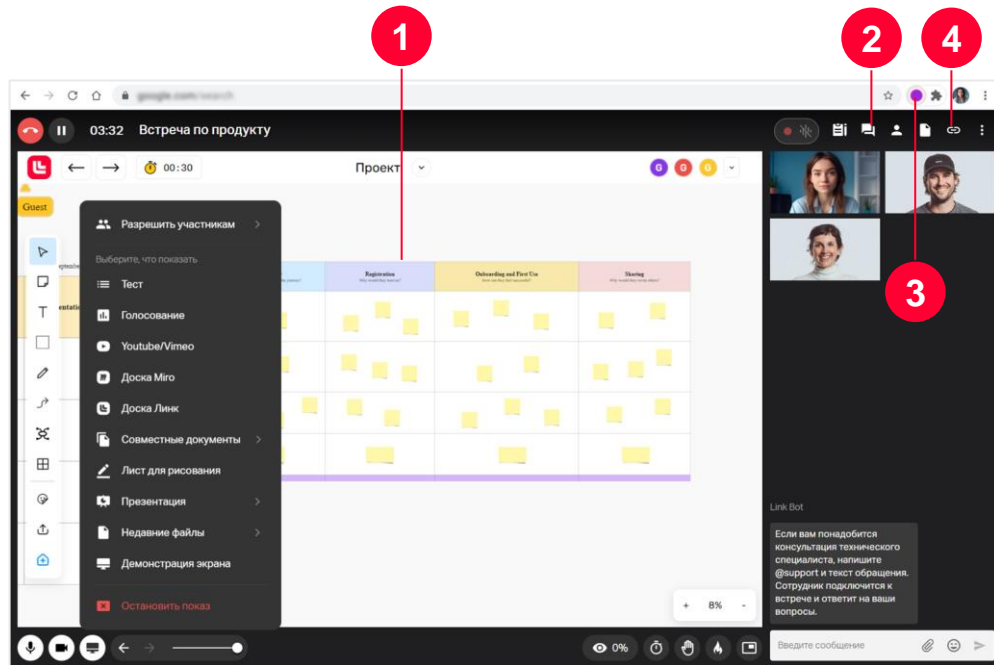 1
2
4
03:32 Встреча по продукту
00:30
Проект
G G G
Guest
Разрешить участникам
Выберите, что показать
Тест
Голосование
Youtube/Vimeo
Доска Miro
Доска Линк
Совместные документы
Лист для рисования
Презентация
Недавние файлы
Демонстрация экрана
Остановить показ
Registration
Onboarding and First Use
Sharing
3
+ 8% -
Link Bot
Если вам понадобится
консультация технического
специалиста, напишите
@support и текст обращения.
Сотрудник подключится к
встрече и ответит на ваши
вопросы.
0%
Введите сообщение